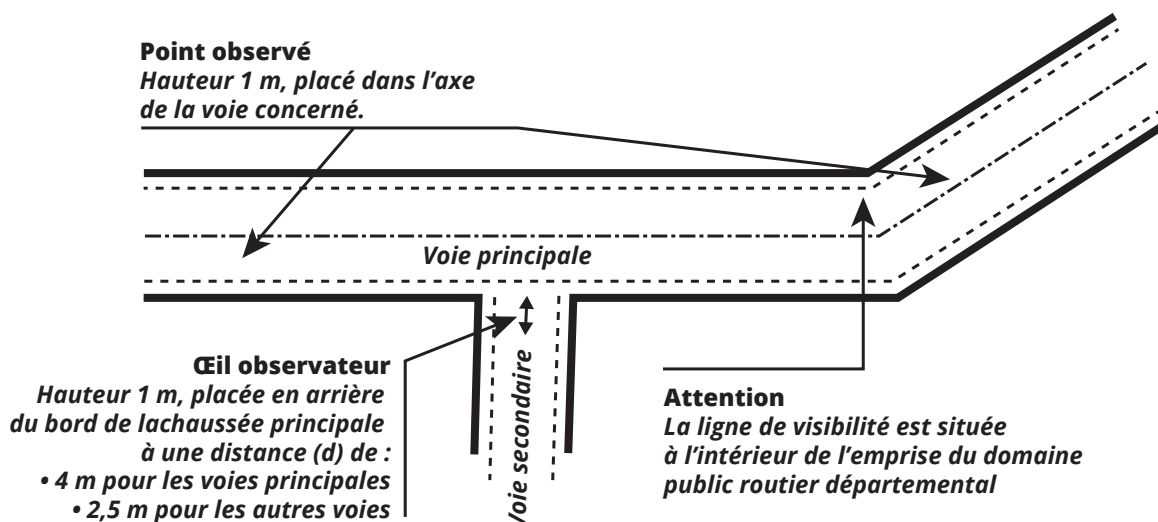 Point observé
Hauteur 1 m, placé dans l’axe
de la voie concerné.
Voie principale
Œil observateur
Hauteur 1 m, placée en arrière
du bord de lachaussée principale
à une distance (d) de :
• 4 m pour les voies principales
• 2,5 m pour les autres voies
Voie secondaire
Attention
La ligne de visibilité est située
à l’intérieur de l’emprise du domaine
public routier départemental